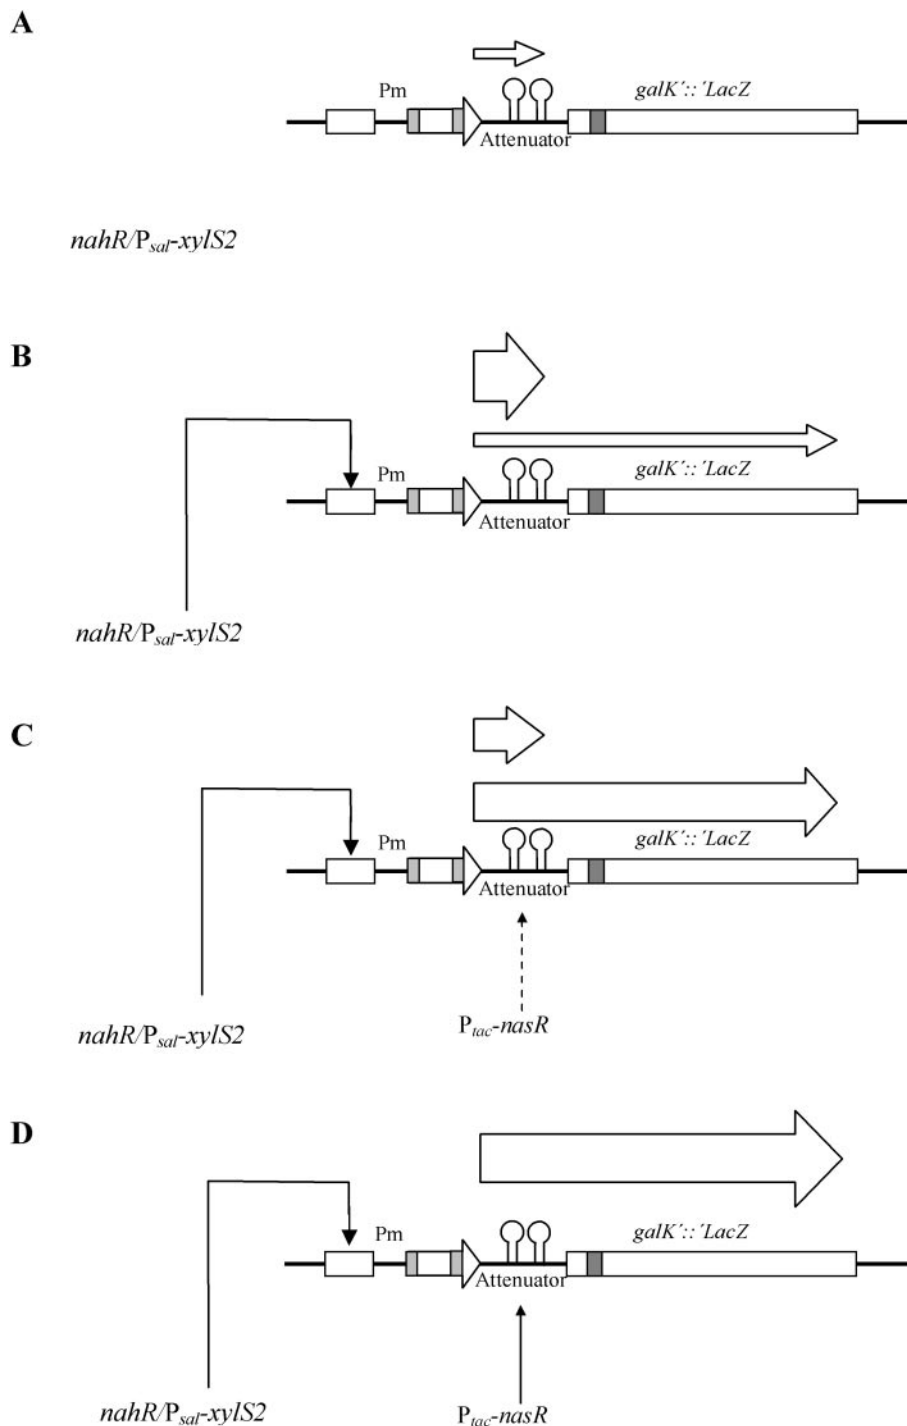 A
Pm
galK´::´LacZ
Attenuator
nahR/Psal-xylS2
B
Pm
galK´::´LacZ
Attenuator
nahR/Psal-xylS2
C
Pm
galK´::´LacZ
Attenuator
nahR/Psal-xylS2
Ptac-nasR
D
Pm
galK´::´LacZ
Attenuator
nahR/Psal-xylS2
Ptac-nasR